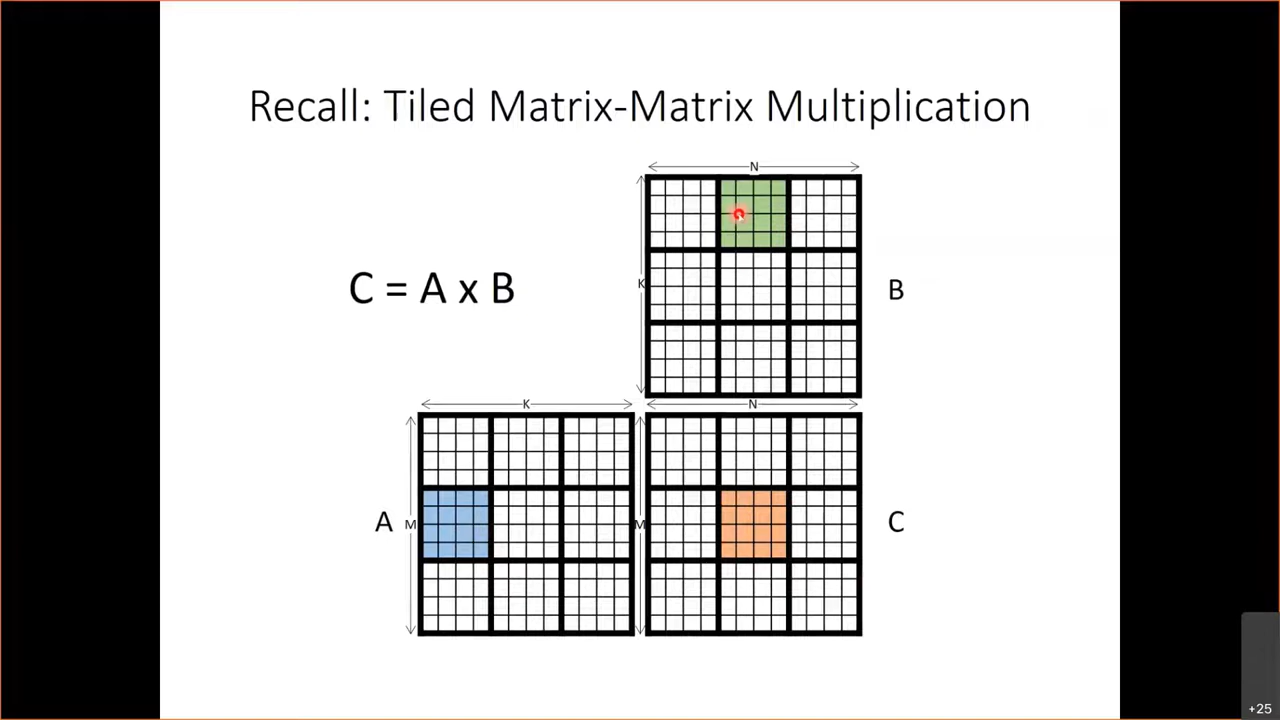 Recall: Tiled Matrix-Matrix Multiplication
N
K
C = A x B
B
K
N
A
M
M
C
+25